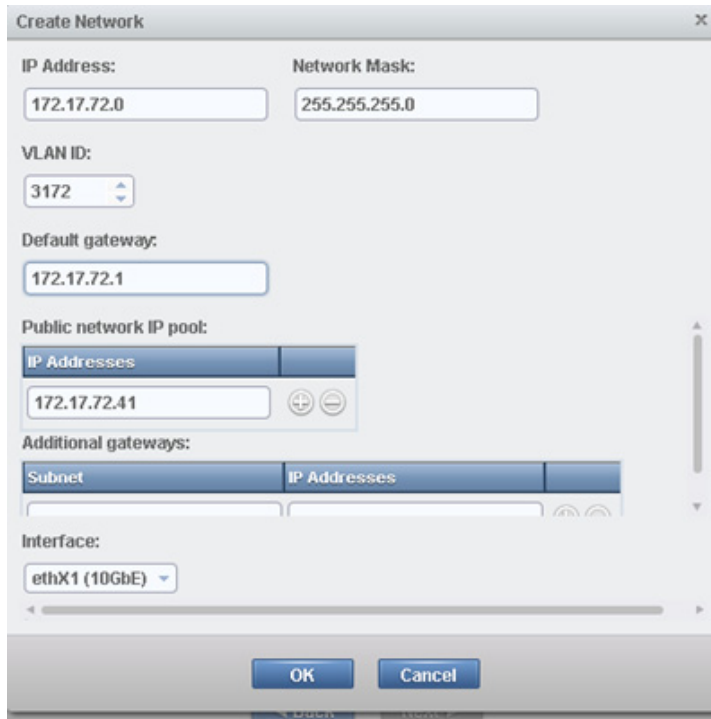 Create Network
IP Address: Network Mask:
172.17.72.0 255.255.255.0
VLAN ID:
3172
Default gateway:
172.17.72.1
Public network IP pool:
IP Addresses
172.17.72.41
Additional gateways:
Subnet IP Addresses
Interface:
ethX1 (10GbE)
OK Cancel
Back Next